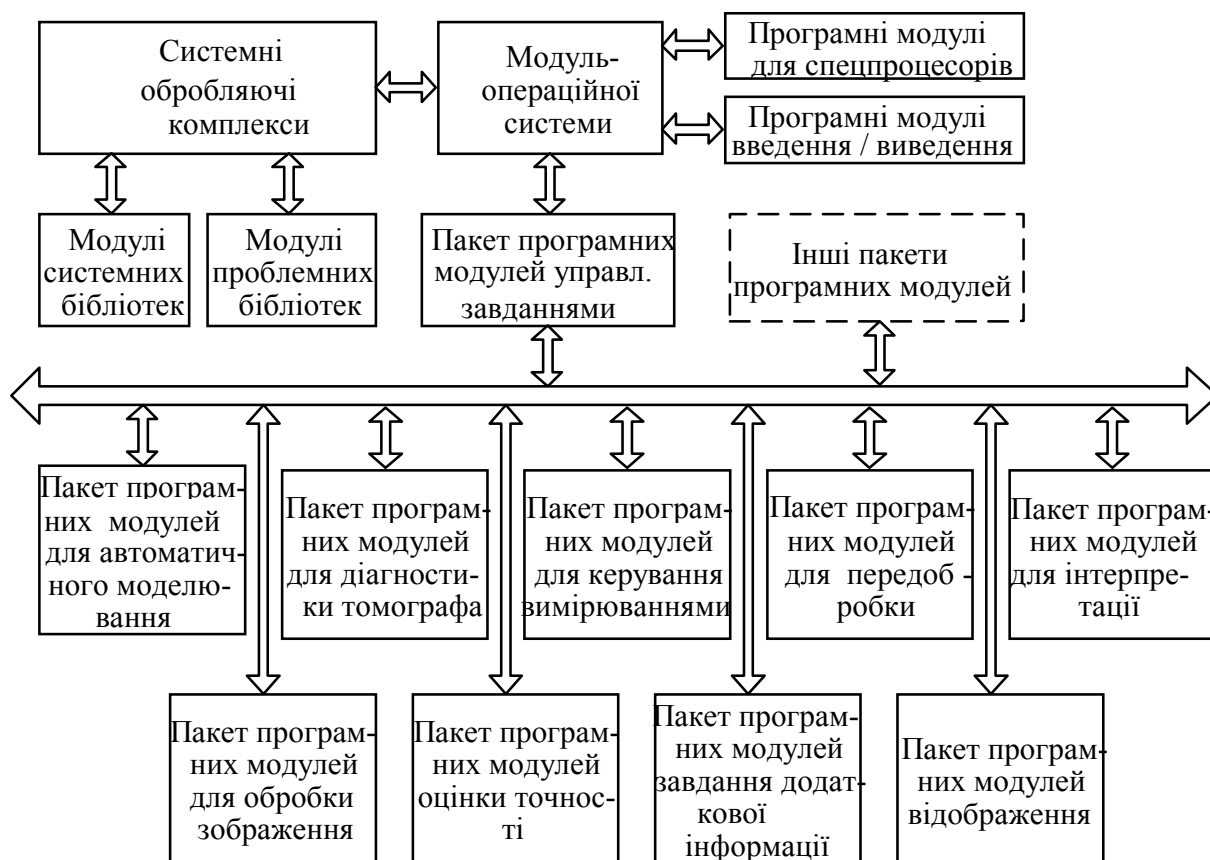 Системні
обробляючі
комплекси
Модуль-
операційної
системи
Програмні модулі
для спецпроцесорів
Програмні модулі
введення / виведення
Модулі
системних
бібліотек
Модулі
проблемних
бібліотек
Пакет програмних
модулей управл.
завданнями
Інші пакети
програмних модулей
Пакет програм-
них модулей
для автоматич-
ного моделю-
вання
Пакет програм-
них модулей
для діагности-
ки томографа
Пакет програм-
них модулей
для керування
вимірюваннями
Пакет програм-
них модулей
для передоб -
робки
Пакет програм-
них модулей
для інтерпре-
тації
Пакет програм-
них модулей
для обробки
зображення
Пакет програм-
них модулей
оцінки точнос-
ті
Пакет програм-
них модулей
завдання додат-
кової
інформації
Пакет програм-
них модулей
відображення